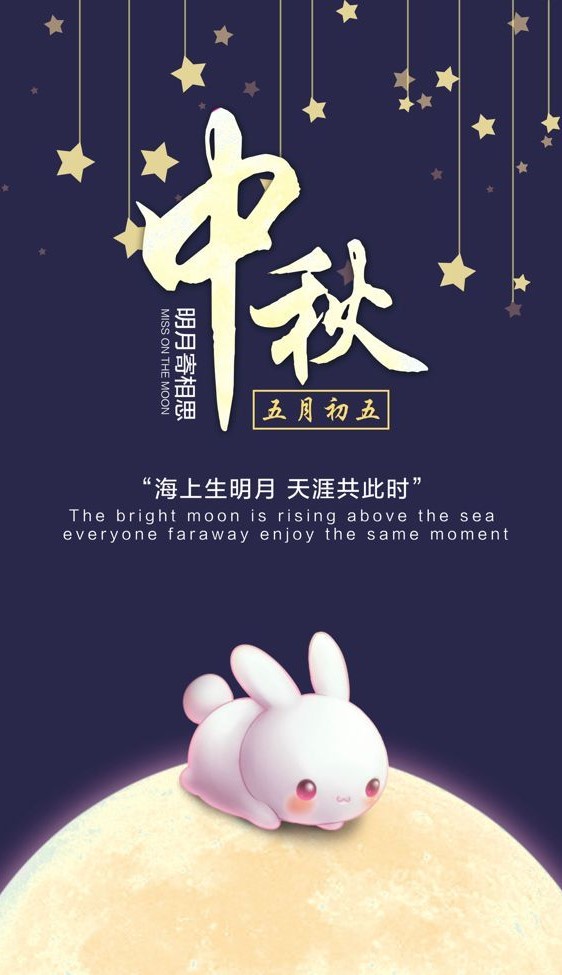 中秋
明月寄相思
MISS ON THE MOON
五月初五
“海上生明月 天涯共此时”
The bright moon is rising above the sea
everyone faraway enjoy the same moment